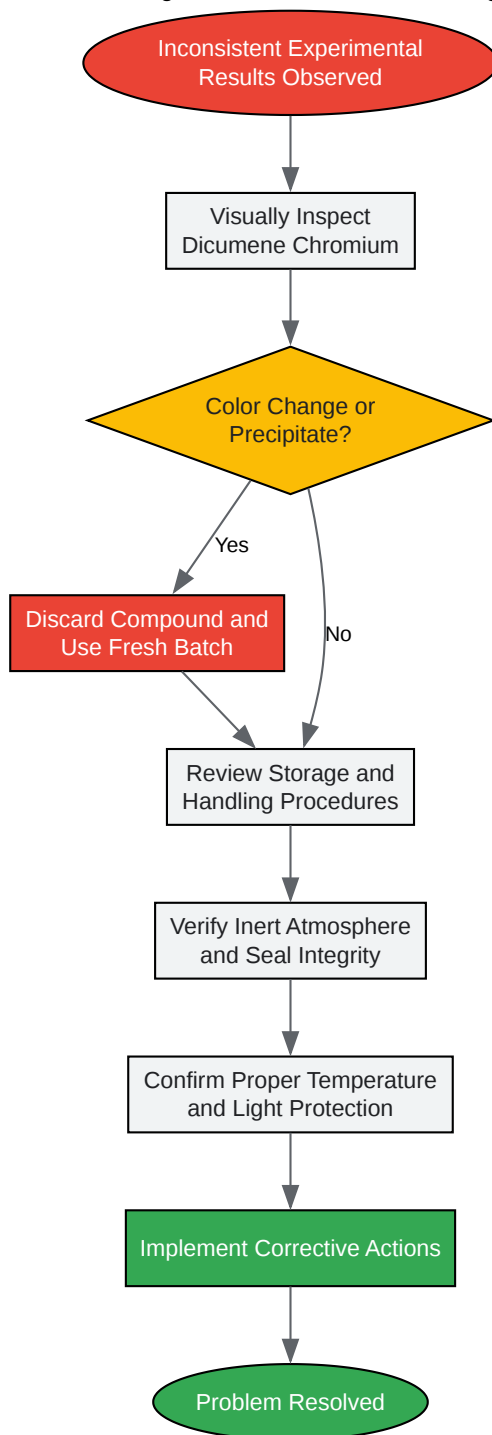 Inconsistent Experimental
Results Observed
Visually Inspect
Dicumene Chromium
Color Change or
Precipitate?
Yes
No
Discard Compound and
Use Fresh Batch
Review Storage and
Handling Procedures
Verify Inert Atmosphere
and Seal Integrity
Confirm Proper Temperature
and Light Protection
Implement Corrective Actions
Problem Resolved